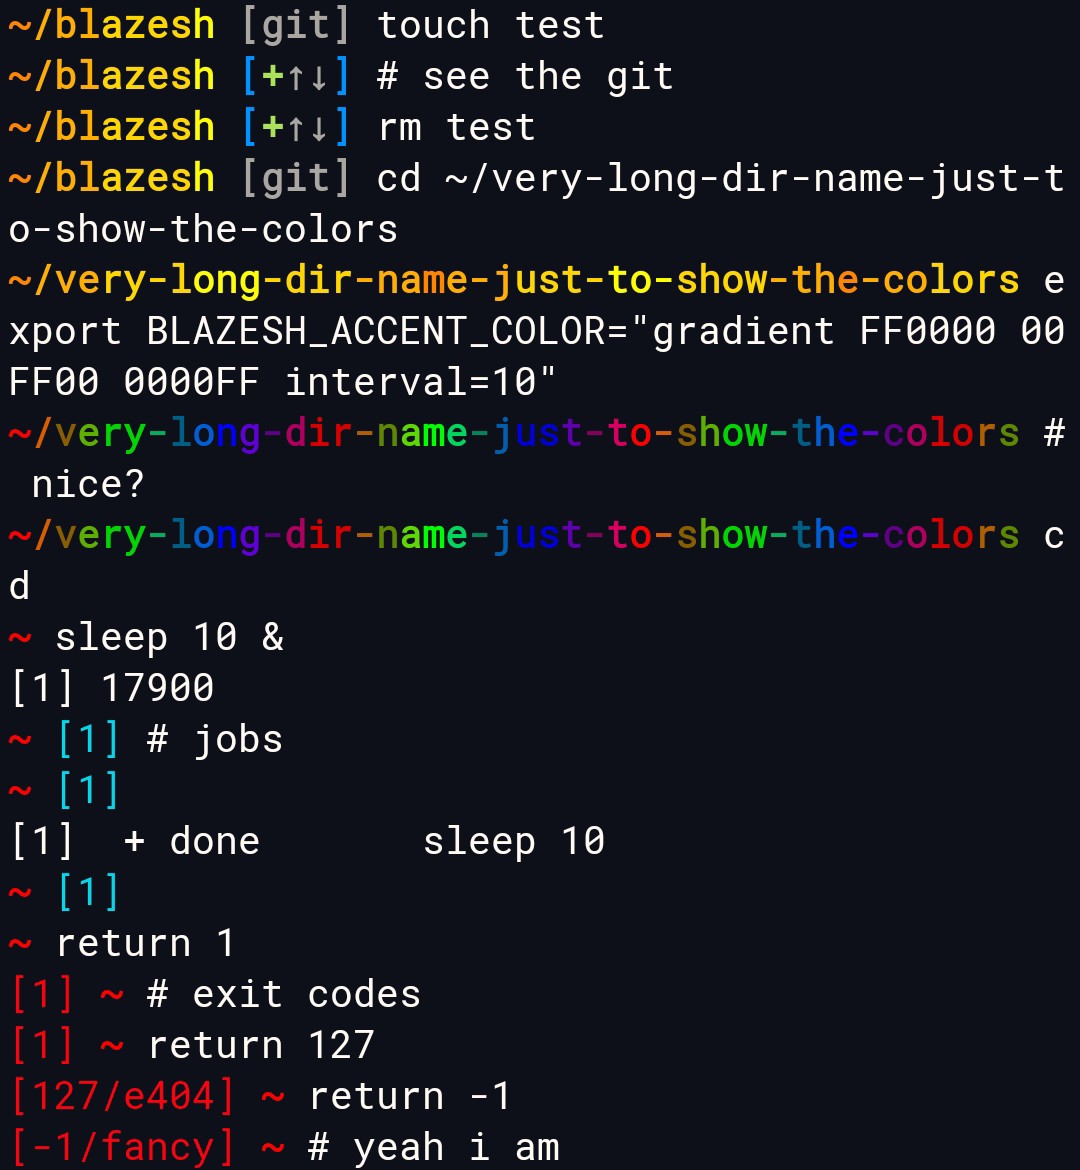 ~/blazesh [git] touch test
~/blazesh [+↑↓] # see the git
~/blazesh [+↑↓] rm test
~/blazesh [git] cd ~/very-long-dir-name-just-t
o-show-the-colors
~/very-long-dir-name-just-to-show-the-colors e
xport BLAZESH_ACCENT_COLOR="gradient FF0000 00
FF00 0000FF interval=10"
~/very-long-dir-name-just-to-show-the-colors #
 nice?
~/very-long-dir-name-just-to-show-the-colors c
d
~ sleep 10 &
[1] 17900
~ [1] # jobs
~ [1]
[1]  + done       sleep 10
~ [1]
~ return 1
[1] ~ # exit codes
[1] ~ return 127
[127/e404] ~ return -1
[-1/fancy] ~ # yeah i am